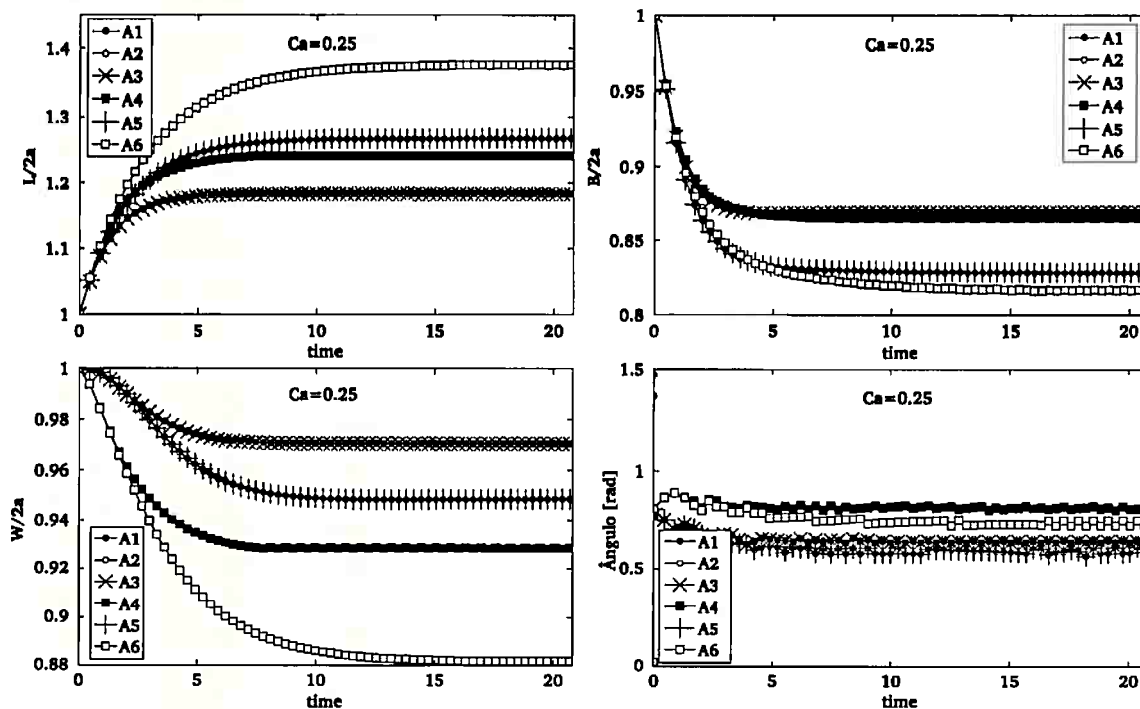 L/2a
1.4
1.3
1.2
1.1
1
0
5
10
15
20
time
Ca=0.25
A1
A2
A3
A4
A5
A6
B/2a
1
0.95
0.9
0.85
0.8
0
5
10
15
20
time
Ca=0.25
A1
A2
A3
A4
A5
A6
W/2a
1
0.98
0.96
0.94
0.92
0.9
0.88
0
5
10
15
20
time
Ca=0.25
A1
A2
A3
A4
A5
A6
Ângulo [rad]
1.5
1
0.5
0
0
5
10
15
20
time
Ca=0.25
A1
A2
A3
A4
A5
A6